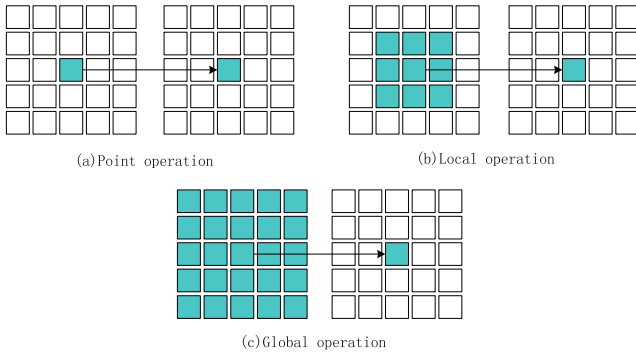 (a)Point operation
(b)Local operation
(c)Global operation